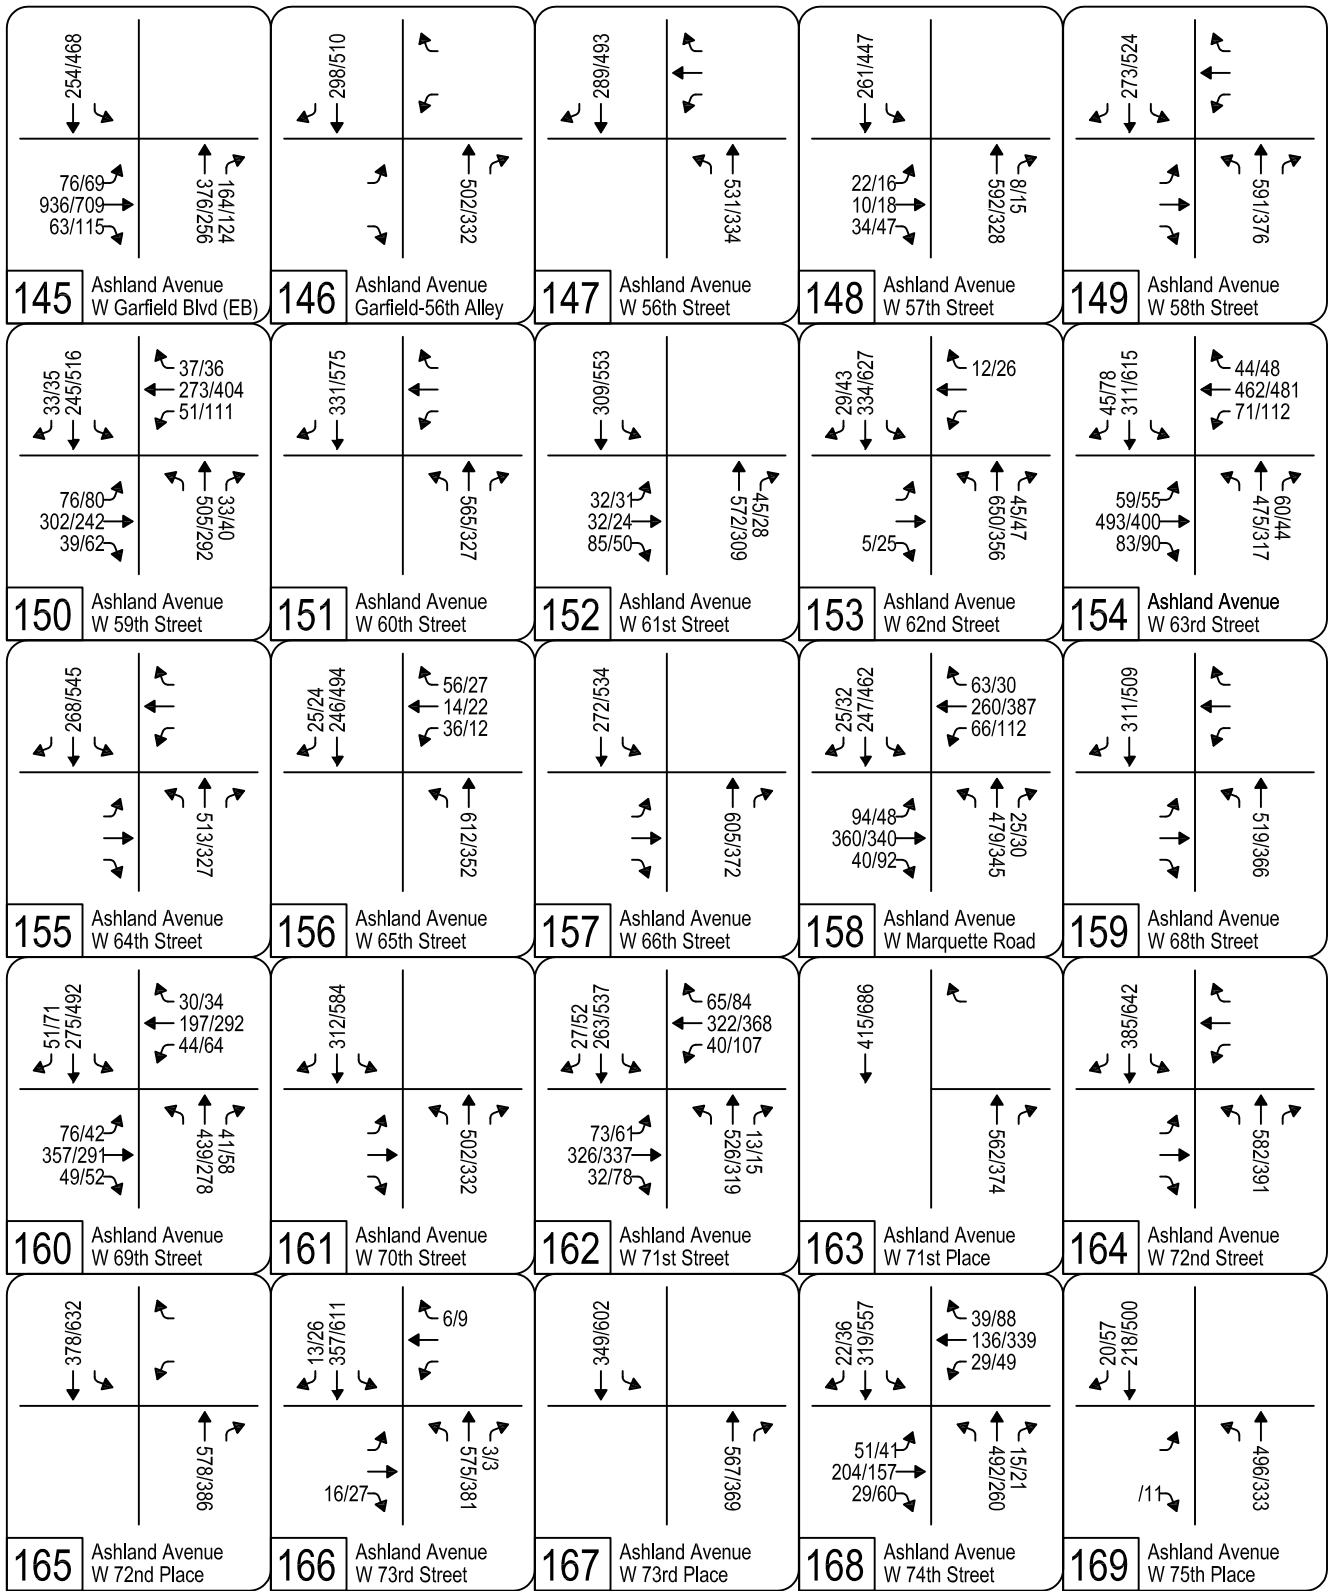 254/468
76/69
936/709
63/115
376/256
164/124
145
Ashland Avenue
W Garfield Blvd (EB)
298/510
502/332
146
Ashland Avenue
Garfield-56th Alley
289/493
531/334
147
Ashland Avenue
W 56th Street
261/447
22/16
10/18
34/47
592/328
8/15
148
Ashland Avenue
W 57th Street
273/524
591/376
149
Ashland Avenue
W 58th Street
33/35
245/516
37/36
273/404
51/111
76/80
302/242
39/62
505/292
33/40
150
Ashland Avenue
W 59th Street
331/575
565/327
151
Ashland Avenue
W 60th Street
309/553
32/31
32/24
85/50
572/309
45/28
152
Ashland Avenue
W 61st Street
29/43
334/627
12/26
5/25
650/356
45/47
153
Ashland Avenue
W 62nd Street
45/78
311/615
44/48
462/481
71/112
59/55
493/400
83/90
475/317
60/44
154
Ashland Avenue
W 63rd Street
268/545
513/327
155
Ashland Avenue
W 64th Street
25/24
246/494
56/27
14/22
36/12
612/352
156
Ashland Avenue
W 65th Street
272/534
605/372
157
Ashland Avenue
W 66th Street
25/32
247/462
63/30
260/387
66/112
94/48
360/340
40/92
479/345
25/30
158
Ashland Avenue
W Marquette Road
311/509
519/366
159
Ashland Avenue
W 68th Street
51/71
275/492
30/34
197/292
44/64
76/42
357/291
49/52
439/278
41/58
160
Ashland Avenue
W 69th Street
312/584
502/332
161
Ashland Avenue
W 70th Street
27/52
263/537
65/84
322/368
40/107
73/61
326/337
32/78
526/319
13/15
162
Ashland Avenue
W 71st Street
415/686
562/374
163
Ashland Avenue
W 71st Place
385/642
582/391
164
Ashland Avenue
W 72nd Street
378/632
578/386
165
Ashland Avenue
W 72nd Place
13/26
357/611
6/9
16/27
575/381
3/3
166
Ashland Avenue
W 73rd Street
349/602
567/369
167
Ashland Avenue
W 73rd Place
22/36
319/557
39/88
136/339
29/49
51/41
204/157
29/60
492/260
15/21
168
Ashland Avenue
W 74th Street
20/57
218/500
/11
496/333
169
Ashland Avenue
W 75th Place